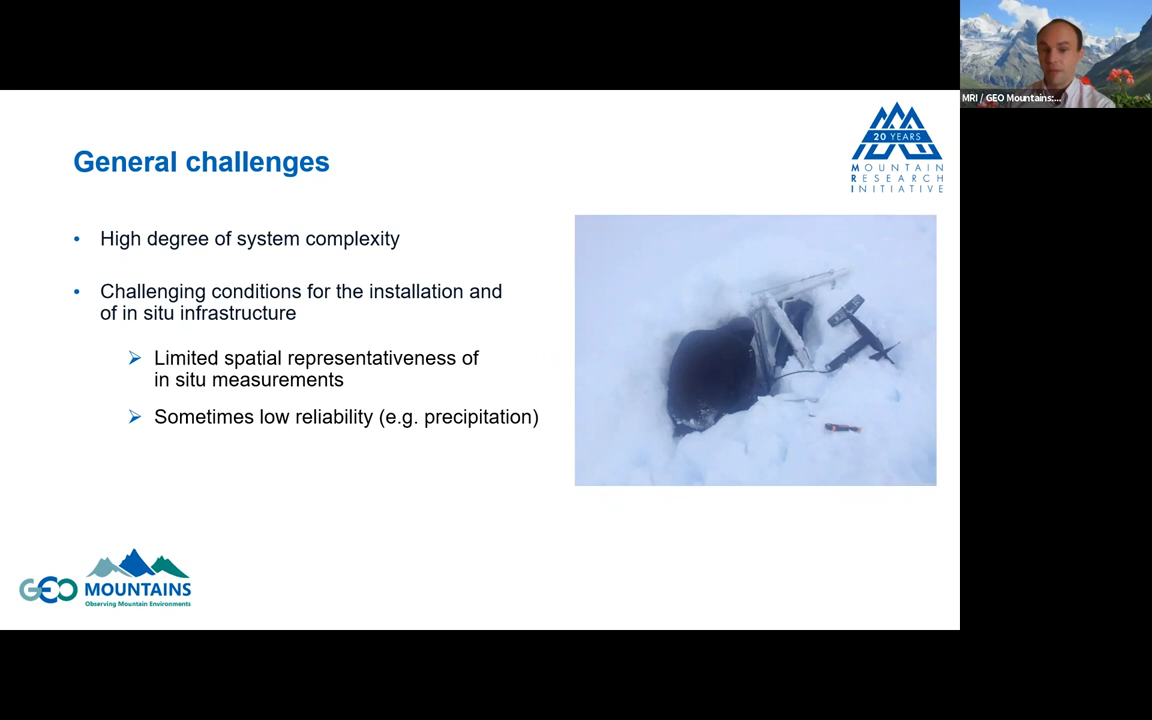 MRI / GEO Mountains:...
20 YEARS
MOUNTAIN
RESEARCH
INITIATIVE
General challenges
• High degree of system complexity
• Challenging conditions for the installation and
of in situ infrastructure
➢ Limited spatial representativeness of
in situ measurements
➢ Sometimes low reliability (e.g. precipitation)
GEO MOUNTAINS
Observing Mountain Environments